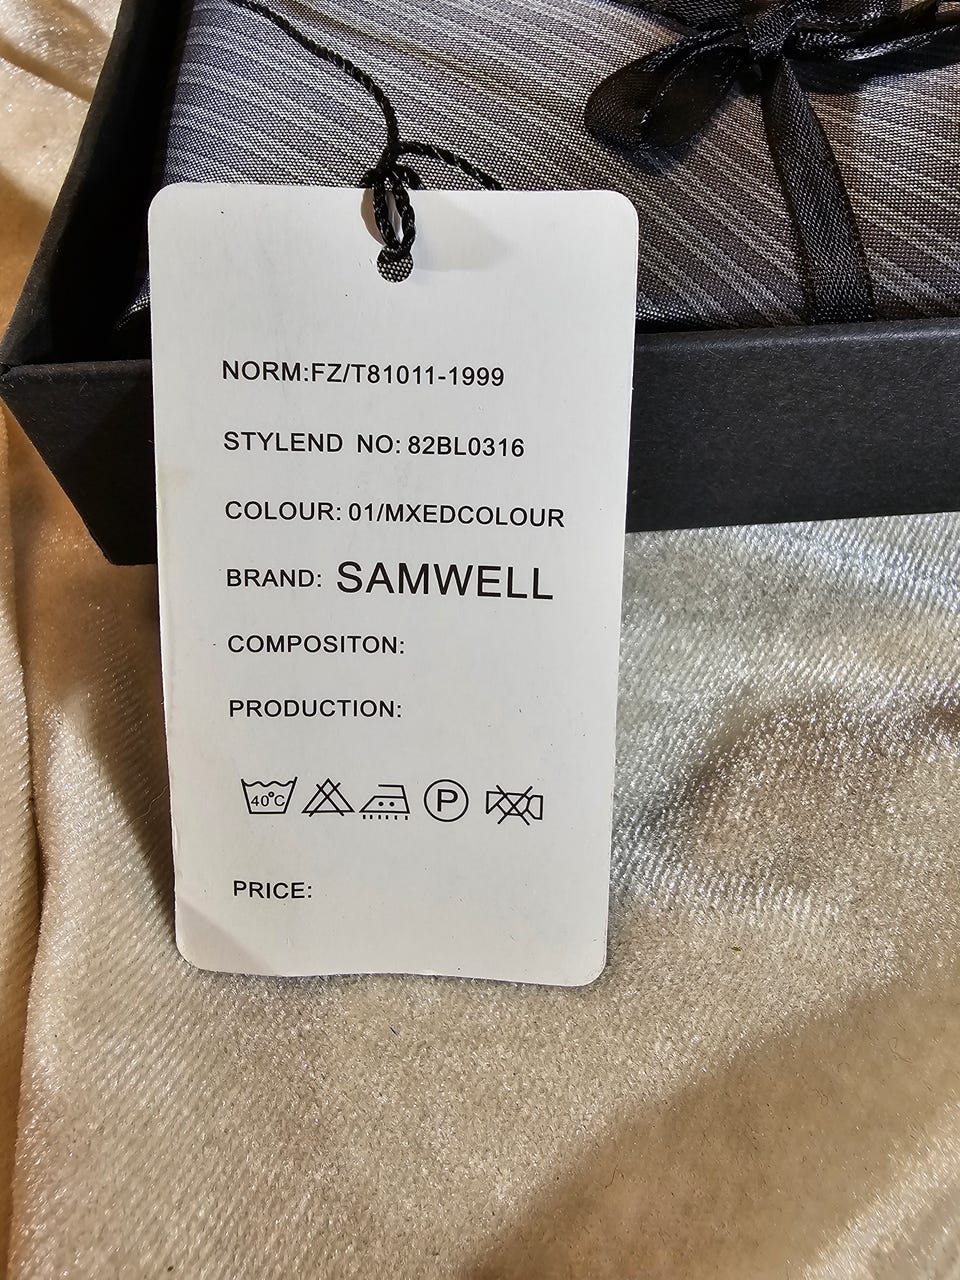 NORM:FZ/T81011-1999
STYLEND NO: 82BL0316
COLOUR: 01/MXEDCOLOUR
BRAND: SAMWELL
COMPOSITON:
PRODUCTION:
40°C P
PRICE: